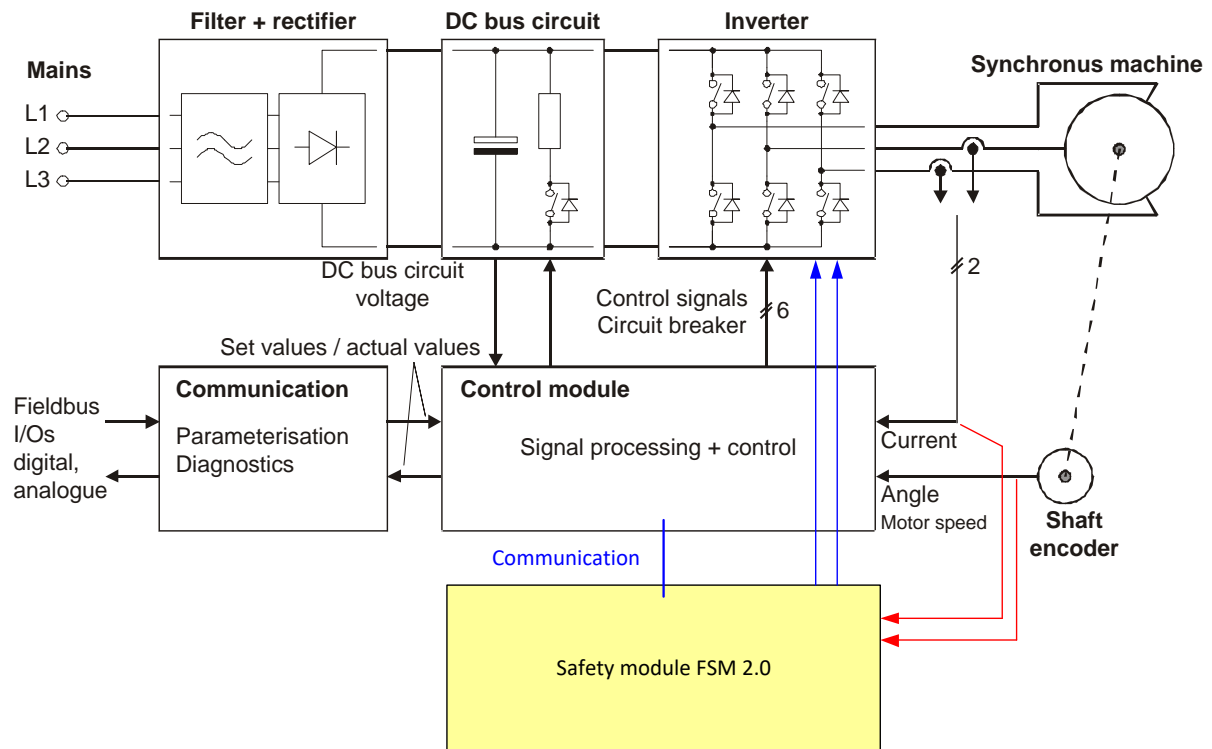 Filter + rectifier
DC bus circuit
Inverter
Mains
L1
L2
L3
Synchronus machine
DC bus circuit
voltage
Control signals
Circuit breaker
6
2
Set values / actual values
Communication
Parameterisation
Diagnostics
Control module
Signal processing + control
Fieldbus
I/Os
digital,
analogue
Current
Angle
Motor speed
Shaft
encoder
Communication
Safety module FSM 2.0